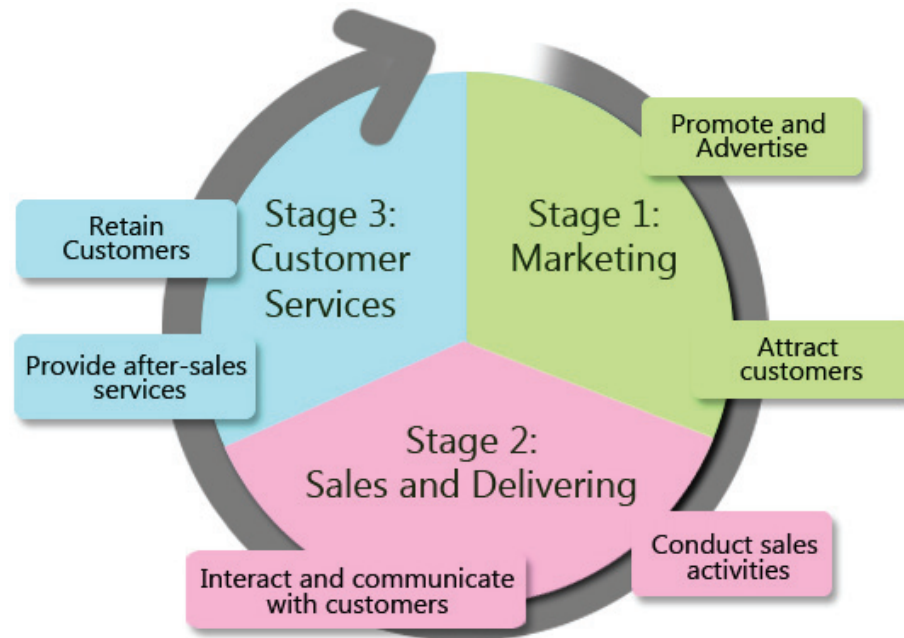 Promote and
Advertise
Stage 1:
Marketing
Attract
customers
Stage 2:
Sales and Delivering
Conduct sales
activities
Interact and communicate
with customers
Stage 3:
Customer
Services
Provide after-sales
services
Retain
Customers